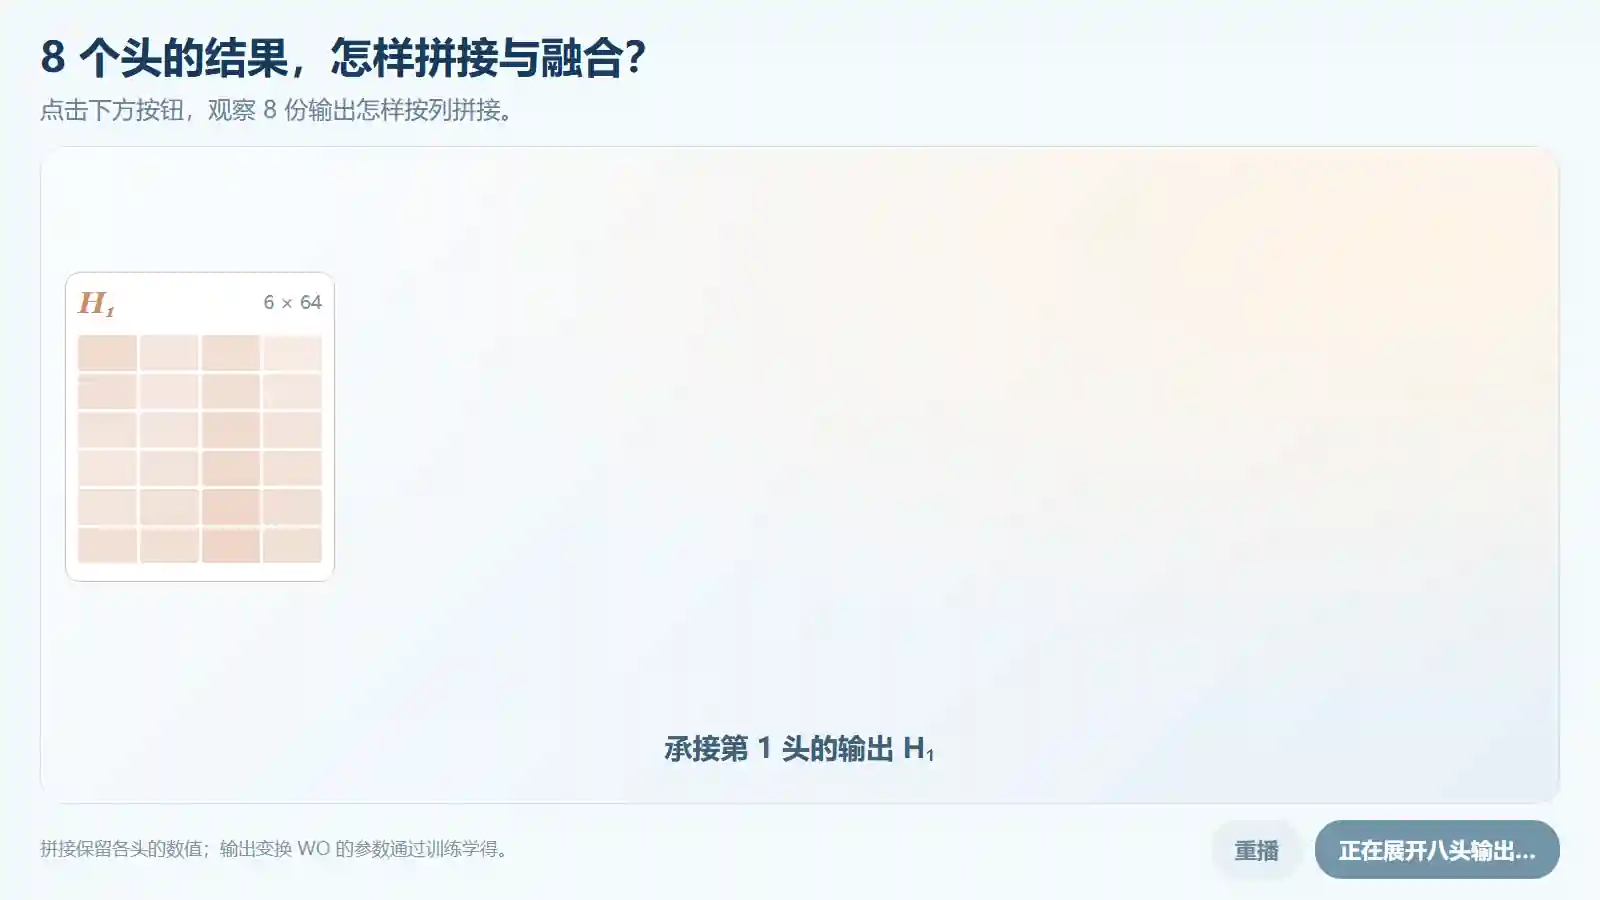 8 个头的结果，怎样拼接与融合？
点击下方按钮，观察 8 份输出怎样按列拼接。
H₁ 6 × 64
承接第 1 头的输出 H₁
拼接保留各头的数值；输出变换 WO 的参数通过训练学得。
重播 正在展开八头输出...